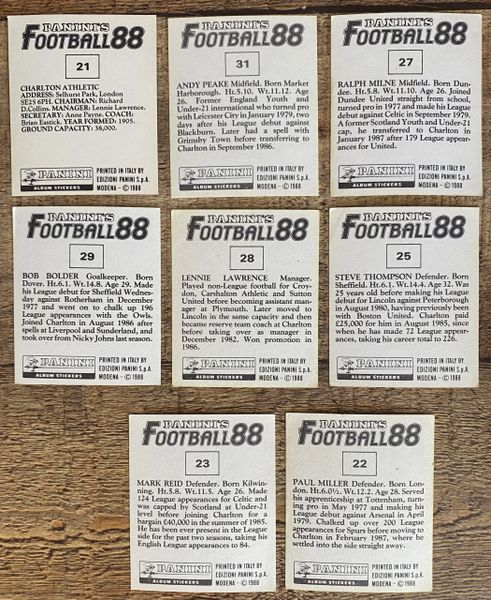 PANINI'S
FOOTBALL 88
21
CHARLTON ATHLETIC
ADDRESS: Selhurst Park, London
SE25 6PH. CHAIRMAN: Richard
D.Collins. MANAGER: Lennie Lawrence.
SECRETARY: Anne Payne. COACH:
Brian Eastick. YEAR FORMED: 1905.
GROUND CAPACITY: 38,000.
PANINI
ALBUM STICKERS
PRINTED IN ITALY BY
EDIZIONI PANINI S.p.A.
MODENA - © 1988
PANINI'S
FOOTBALL 88
31
ANDY PEAKE Midfield. Born Market
Harborough. Ht.5.10. Wt.11.12. Age
26. Former England Youth and
Under-21 international who turned pro
with Leicester City in January 1979, two
days after his League debut against
Blackburn. Later had a spell with
Grimsby Town before transferring to
Charlton in September 1986.
PANINI
ALBUM STICKERS
PRINTED IN ITALY BY
EDIZIONI PANINI S.p.A.
MODENA - © 1988
PANINI'S
FOOTBALL 88
27
RALPH MILNE Midfield. Born Dun-
dee. Ht.5.8. Wt.11.10. Age 26. Joined
Dundee United straight from school,
turned pro in 1977 and made his League
debut against Celtic in September 1979.
A former Scotland Youth and Under-21
cap, he transferred to Charlton in
January 1987 after 179 League appear-
ances for United.
PANINI
ALBUM STICKERS
PRINTED IN ITALY BY
EDIZIONI PANINI S.p.A.
MODENA - © 1988
PANINI'S
FOOTBALL 88
29
BOB BOLDER Goalkeeper. Born
Dover. Ht.6.1. Wt.14.8. Age 29. Made his
League debut for Sheffield Wednes-
day against Rotherham in December
1977 and went on to chalk up 196
League appearances with the Owls.
Joined Charlton in August 1986 after
spells at Liverpool and Sunderland, and
took over from Nicky Johns last season.
PANINI
ALBUM STICKERS
PRINTED IN ITALY BY
EDIZIONI PANINI S.p.A.
MODENA - © 1988
PANINI'S
FOOTBALL 88
28
LENNIE LAWRENCE Manager.
Played non-League football for Croy-
don, Carshalton Athletic and Sutton
United before becoming assistant man-
ager at Plymouth. Later moved to
Lincoln in the same capacity and then
became reserve team coach at Charlton
before taking over as manager in
December 1982. Won promotion in
1986.
PANINI
ALBUM STICKERS
PRINTED IN ITALY BY
EDIZIONI PANINI S.p.A.
MODENA - © 1988
PANINI'S
FOOTBALL 88
25
STEVE THOMPSON Defender. Born
Sheffield. Ht.6.1. Wt.14.4. Age 32. Was
25 years old before making his League
debut for Lincoln against Peterborough
in August 1980, having previously been
with Boston United. Charlton paid
£25,000 for him in August 1985, since
when he has made 72 League appear-
ances, taking his career total to 226.
PANINI
ALBUM STICKERS
PRINTED IN ITALY BY
EDIZIONI PANINI S.p.A.
MODENA - © 1988
PANINI'S
FOOTBALL 88
23
MARK REID Defender. Born Kilwin-
ning. Ht.5.8. Wt.11.5. Age 26. Made
124 League appearances for Celtic and
was capped by Scotland at Under-21
level before joining Charlton for a
bargain £40,000 in the summer of 1985.
He has been ever present in the League
side for the past two seasons, taking his
English League appearances to 84.
PANINI
ALBUM STICKERS
PRINTED IN ITALY BY
EDIZIONI PANINI S.p.A.
MODENA - © 1988
PANINI'S
FOOTBALL 88
22
PAUL MILLER Defender. Born Lon-
don. Ht.6.0½. Wt.12.2. Age 28. Served
his apprenticeship at Tottenham, turn-
ing pro in May 1977 and making his
League debut against Arsenal in April
1979. Chalked up over 200 League
appearances for Spurs before moving to
Charlton in February 1987, where he
settled into the side straight away.
PANINI
ALBUM STICKERS
PRINTED IN ITALY BY
EDIZIONI PANINI S.p.A.
MODENA - © 1988